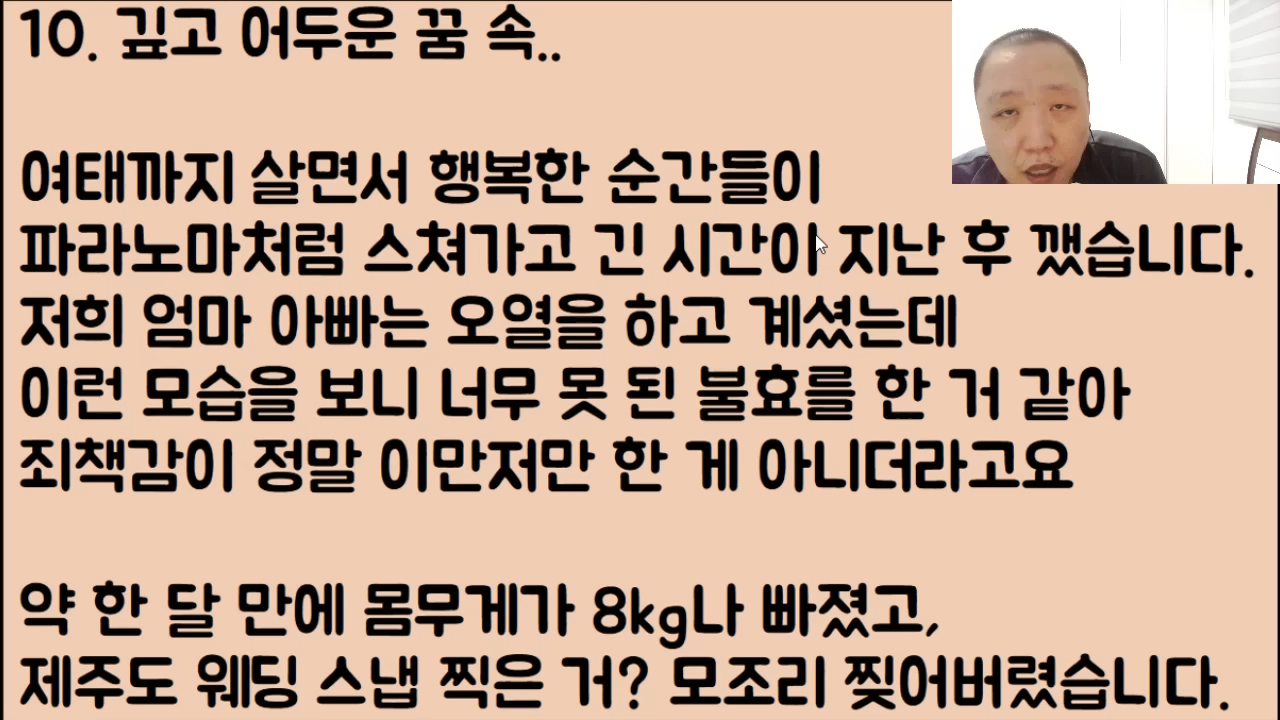 10. 깊고 어두운 꿈 속..
여태까지 살면서 행복한 순간들이
파라노마처럼 스쳐가고 긴 시간이 지난 후 깼습니다.
저희 엄마 아빠는 오열을 하고 계셨는데
이런 모습을 보니 너무 못 된 불효를 한 거 같아
죄책감이 정말 이만저만 한 게 아니더라고요
약 한 달 만에 몸무게가 8kg나 빠졌고,
제주도 웨딩 스냅 찍은 거? 모조리 찢어버렸습니다.